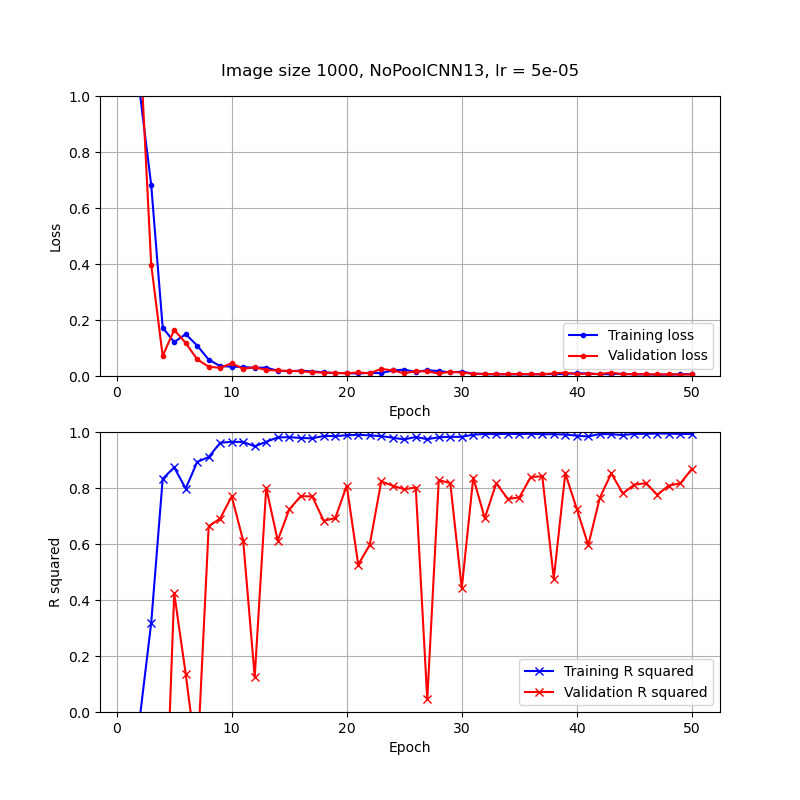 Image size 1000, NoPoolCNN13, lr = 5e-05
1.0
0.8
0.6
0.4
0.2
0.0
Loss
Training loss
Validation loss
0 10 20 30 40 50
Epoch
1.0
0.8
0.6
0.4
0.2
0.0
R squared
Training R squared
Validation R squared
0 10 20 30 40 50
Epoch